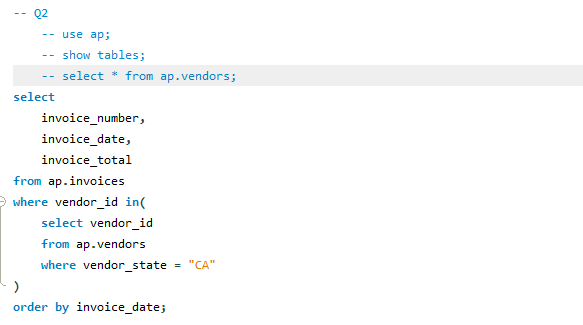 -- Q2
-- use ap;
-- show tables;
-- select * from ap.vendors;
select
invoice_number,
invoice_date,
invoice_total
from ap.invoices
where vendor_id in(
select vendor_id
from ap.vendors
where vendor_state = "CA"
)
order by invoice_date;